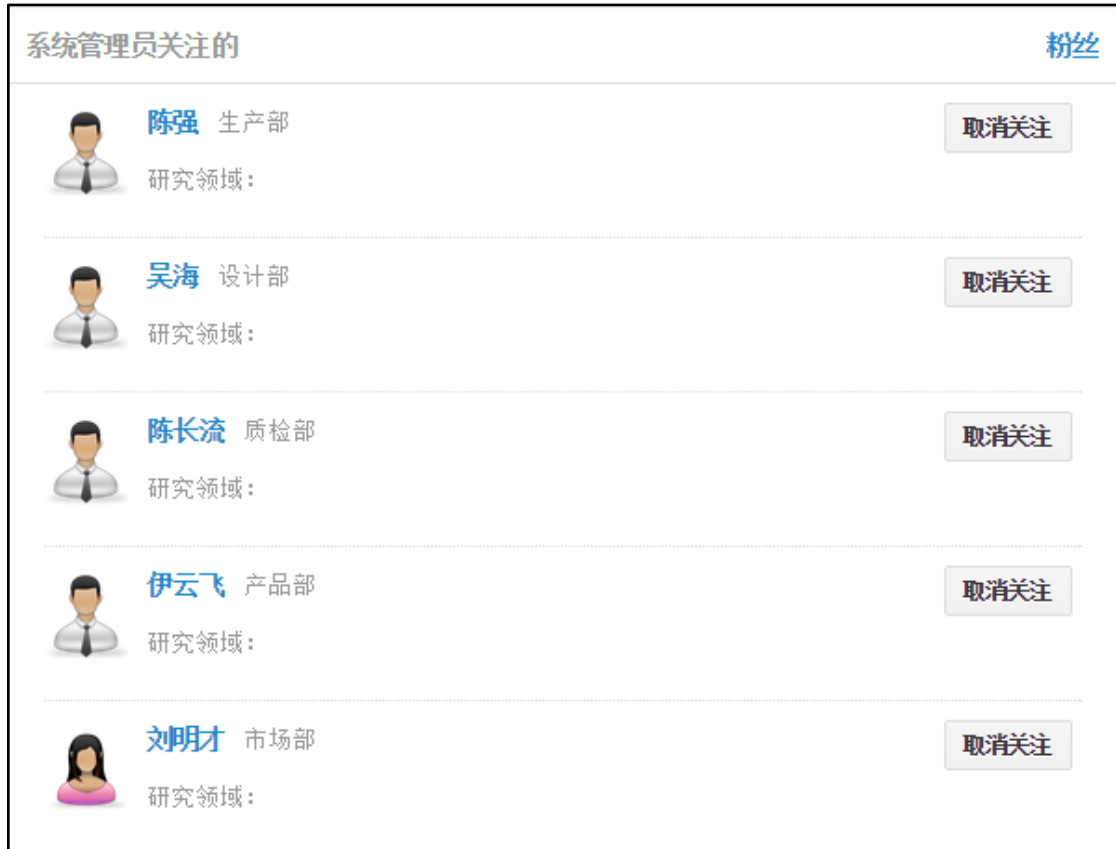 系统管理员关注的 粉丝
陈强 生产部 取消关注
研究领域：
吴海 设计部 取消关注
研究领域：
陈长流 质检部 取消关注
研究领域：
伊云飞 产品部 取消关注
研究领域：
刘明才 市场部 取消关注
研究领域：